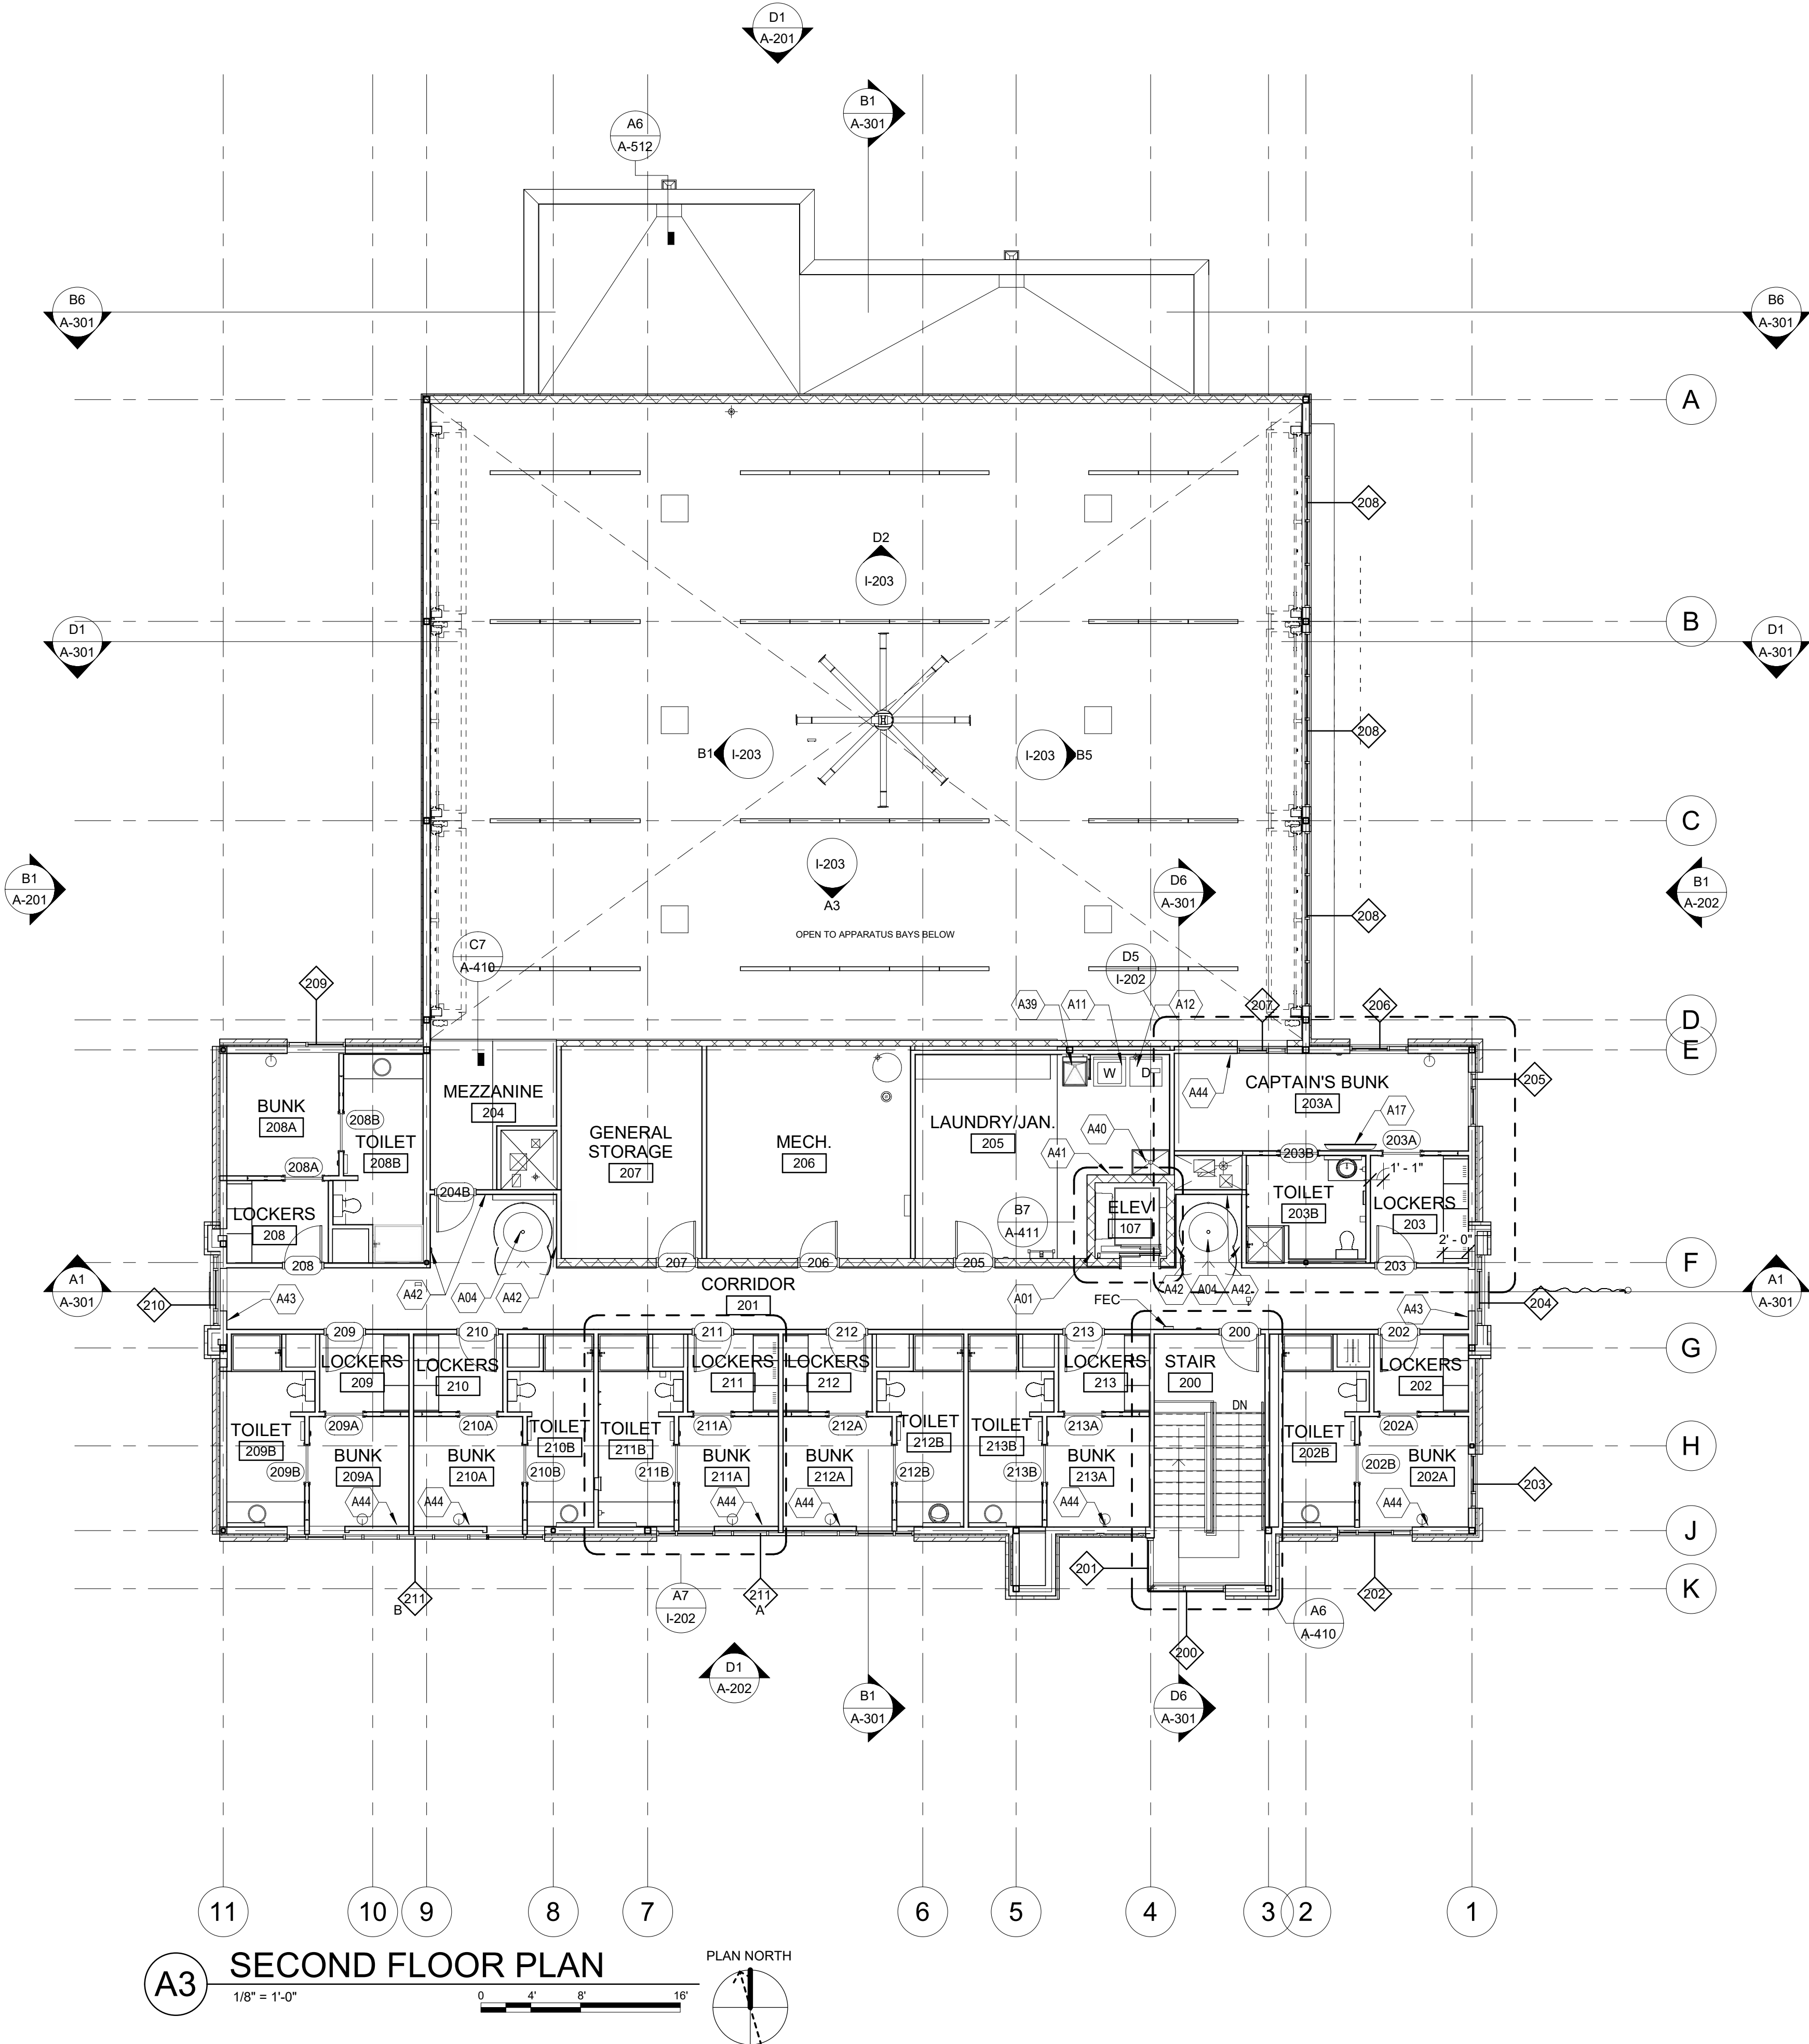 D1
A-201
B1
A-301
A6
A-512
B6
A-301
B6
A-301
A
208
D2
I-203
B
D1
A-301
D1
A-301
208
B1
I-203
I-203
B5
C
I-203
A3
B1
A-201
D6
A-301
B1
A-202
208
OPEN TO APPARATUS BAYS BELOW
C7
A-410
D5
I-202
209
A39
A11
A12
207
206
D
E
W
D
205
MEZZANINE
204
CAPTAIN'S BUNK
203A
A44
A17
BUNK
208A
208B
TOILET
208B
GENERAL
STORAGE
207
MECH.
206
LAUNDRY/JAN.
205
A40
A41
203B
203A
1' - 1"
208A
204B
TOILET
203B
LOCKERS
203
2' - 0"
LOCKERS
208
B7
A-411
ELEV
107
208
207
206
205
203
F
A1
A-301
A1
A-301
210
A43
A42
A04
A42
CORRIDOR
201
A01
FEC
A42
A04
A42
A43
204
209
210
211
212
213
200
202
G
LOCKERS
209
LOCKERS
210
LOCKERS
211
LOCKERS
212
LOCKERS
213
STAIR
200
LOCKERS
202
DN
209A
210A
211A
212A
213A
202A
TOILET
209B
TOILET
210B
TOILET
211B
TOILET
212B
TOILET
213B
TOILET
202B
H
BUNK
209A
BUNK
210A
BUNK
211A
BUNK
212A
BUNK
213A
BUNK
202A
209B
210B
211B
212B
213B
202B
203
A44
A44
A44
A44
A44
A44
J
201
K
211
B
A7
I-202
211
A
202
A6
A-410
200
D1
A-202
B1
A-301
D6
A-301
11
10
9
8
7
6
5
4
3
2
1
A3
SECOND FLOOR PLAN
1/8" = 1'-0"
0
4'
8'
16'
PLAN NORTH